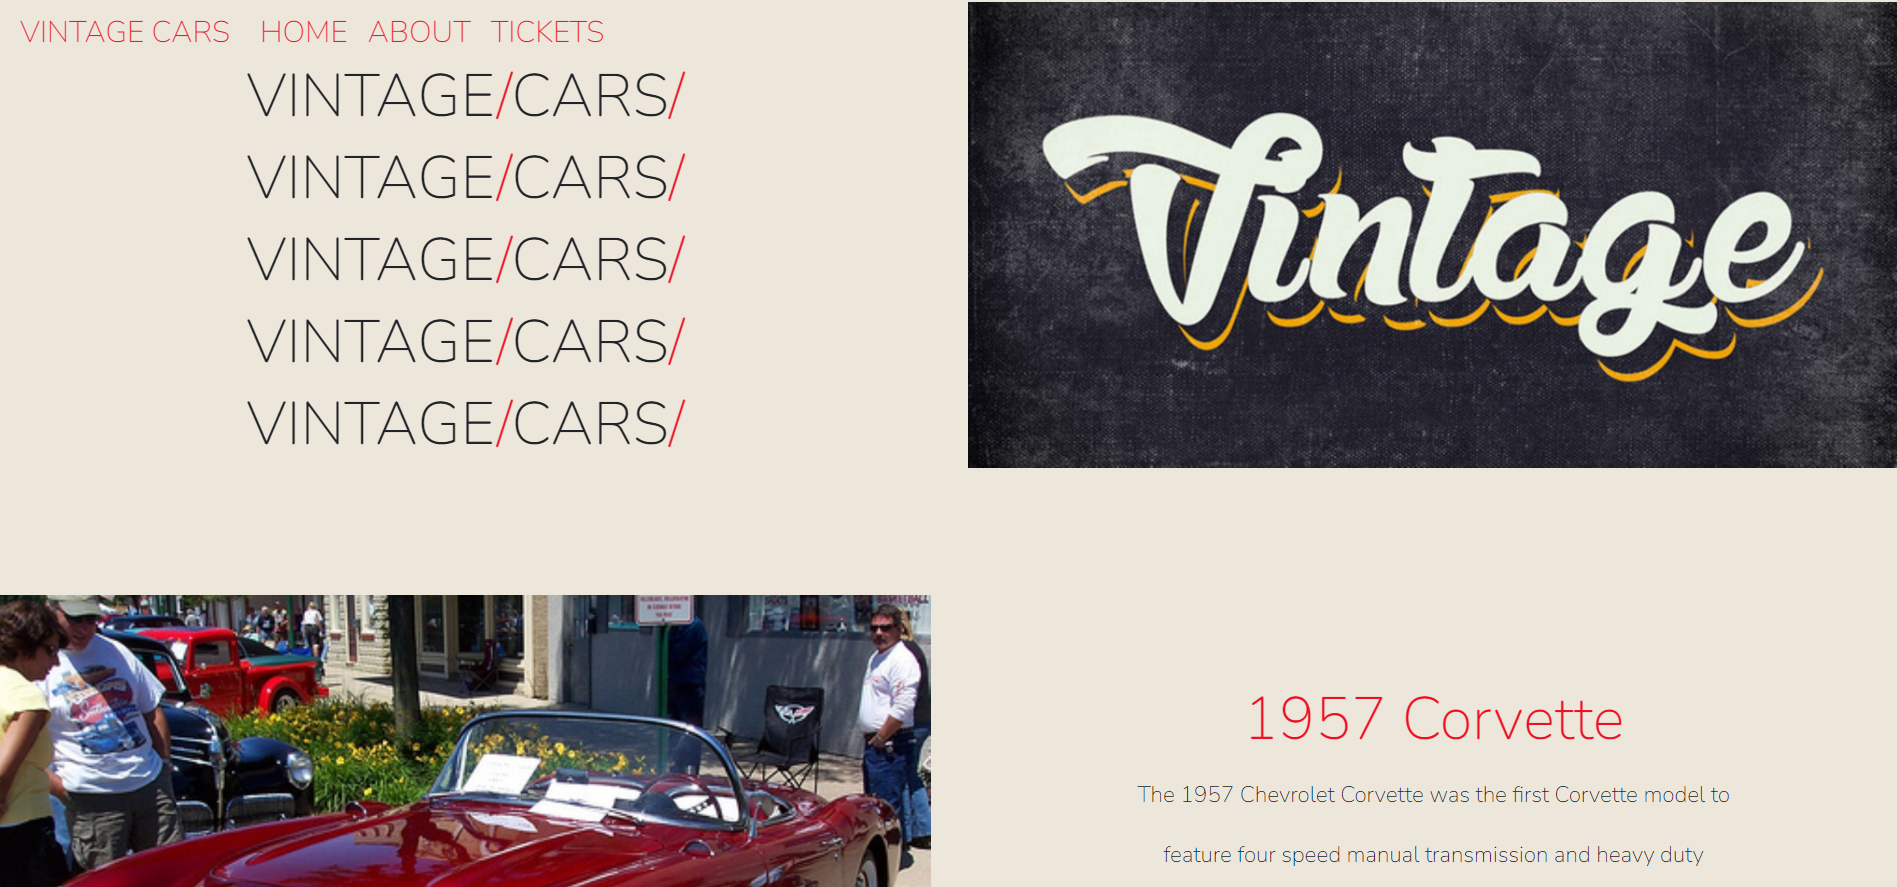 VINTAGE CARS HOME ABOUT TICKETS
VINTAGE/CARS/
VINTAGE/CARS/
VINTAGE/CARS/
VINTAGE/CARS/
VINTAGE/CARS/
Vintage
1957 Corvette
The 1957 Chevrolet Corvette was the first Corvette model to
feature four speed manual transmission and heavy duty